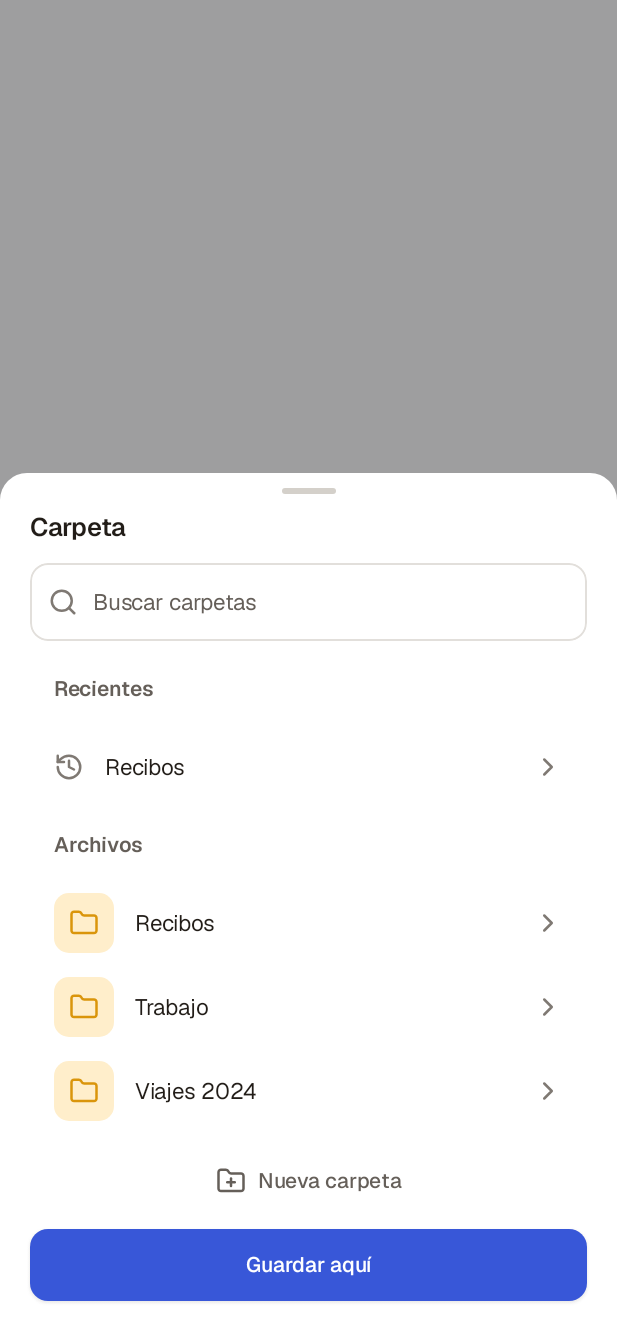 Carpeta
Buscar carpetas
Recientes
Recibos
Archivos
Recibos
Trabajo
Viajes 2024
Nueva carpeta
Guardar aquí